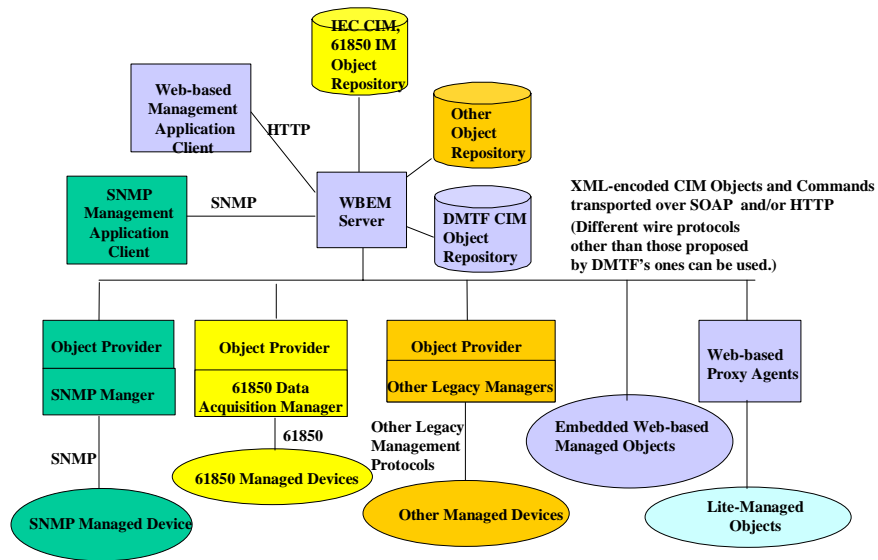 IEC CIM,
61850 IM
Object
Repository
Web-based
Management
Application
Client
HTTP
Other
Object
Repository
SNMP
Management
Application
Client
SNMP
WBEM
Server
DMTF CIM
Object
Repository
XML-encoded CIM Objects and Commands
transported over SOAP and/or HTTP
(Different wire protocols
other than those proposed
by DMTF's ones can be used.)
Object Provider
SNMP Manger
Object Provider
61850 Data
Acquisition Manager
Object Provider
Other Legacy Managers
Web-based
Proxy Agents
SNMP
61850
Other Legacy
Management
Protocols
Embedded Web-based
Managed Objects
61850 Managed Devices
SNMP Managed Device
Other Managed Devices
Lite-Managed
Objects